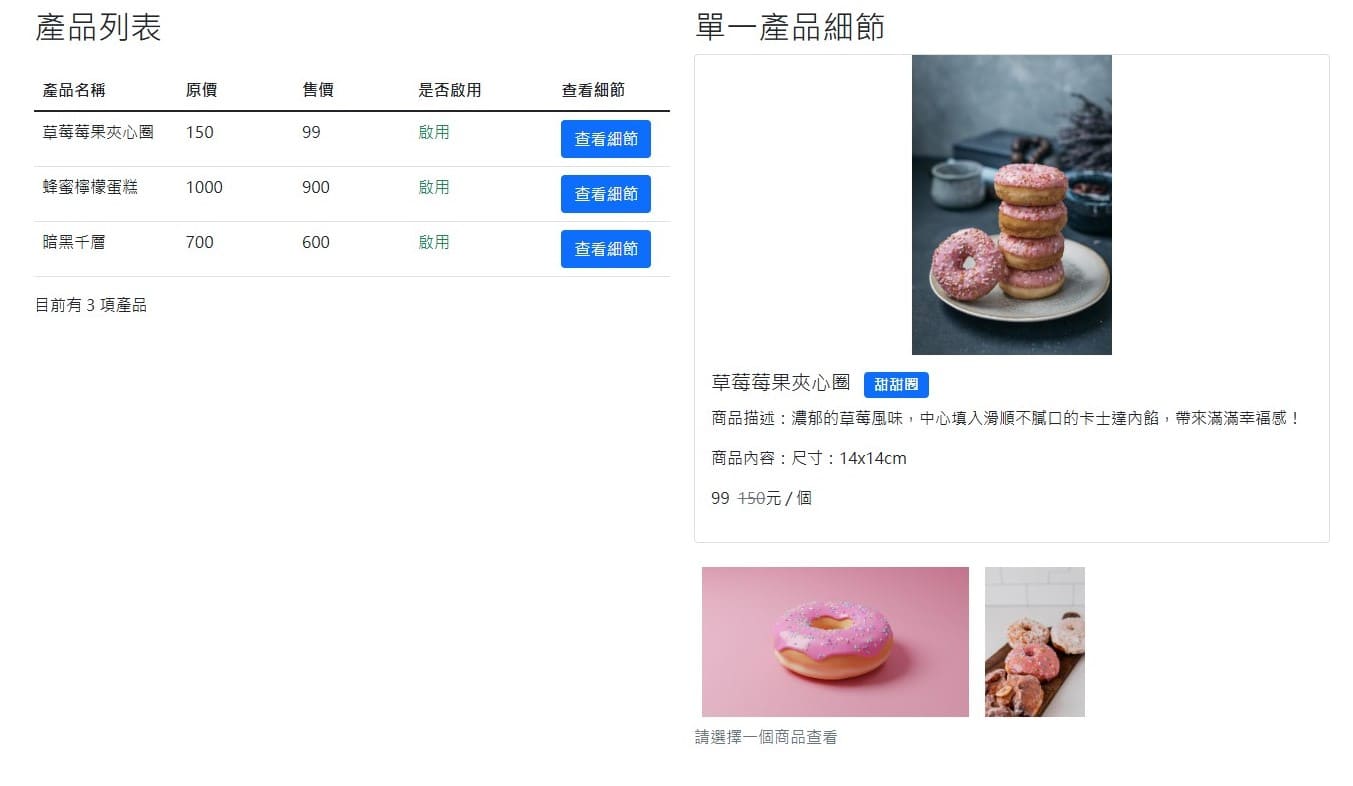 產品列表
產品名稱 原價 售價 是否啟用 查看細節
草莓莓果夾心圈 150 99 啟用 查看細節
蜂蜜檸檬蛋糕 1000 900 啟用 查看細節
暗黑千層 700 600 啟用 查看細節
目前有 3 項產品
單一產品細節
草莓莓果夾心圈 甜甜圈
商品描述：濃郁的草莓風味，中心填入滑順不膩口的卡士達內餡，帶來滿滿幸福感！
商品內容：尺寸：14x14cm
99 150元 / 個
請選擇一個商品查看